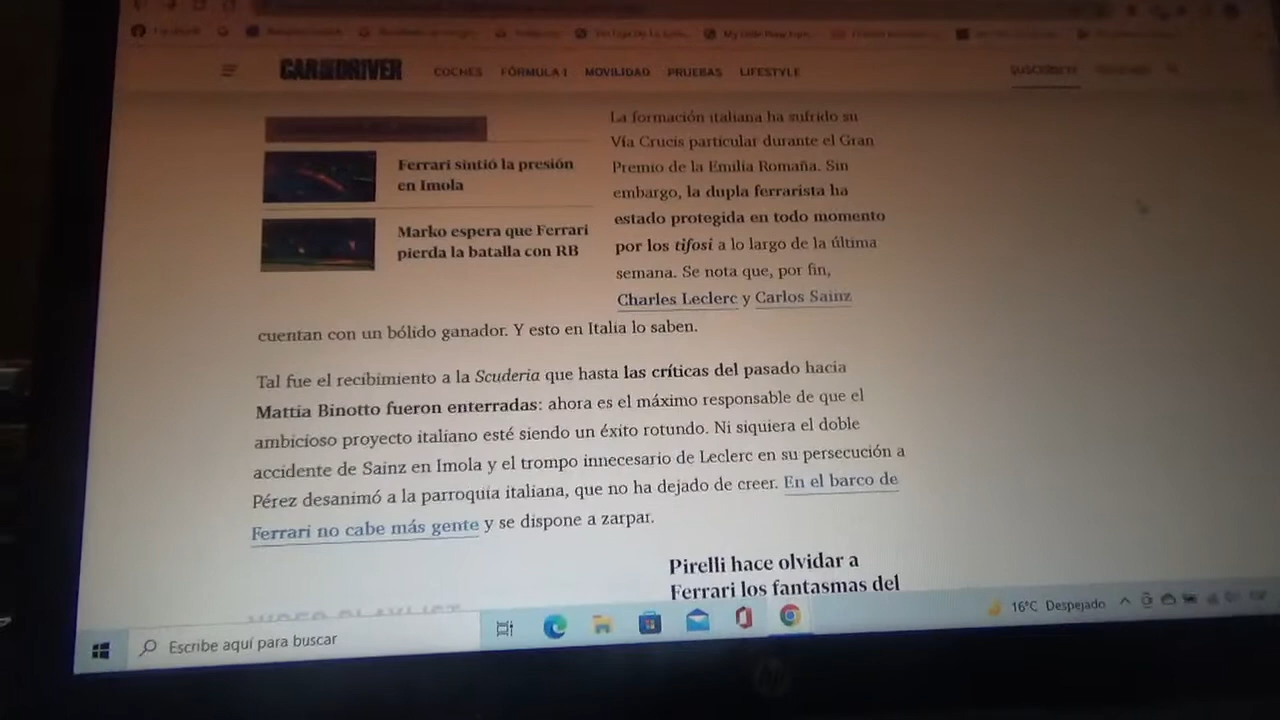 CAR AND DRIVER COCHES FÓRMULA 1 MOVILIDAD PRUEBAS LIFESTYLE SUSCRÍBETE
Ferrari sintió la presión
en Imola
Marko espera que Ferrari
pierda la batalla con RB
La formación italiana ha sufrido su
Vía Crucis particular durante el Gran
Premio de la Emilia Romaña. Sin
embargo, la dupla ferrarista ha
estado protegida en todo momento
por los tifosi a lo largo de la última
semana. Se nota que, por fin,
Charles Leclerc y Carlos Sainz
cuentan con un bólido ganador. Y esto en Italia lo saben.
Tal fue el recibimiento a la Scuderia que hasta las críticas del pasado hacia
Mattia Binotto fueron enterradas: ahora es el máximo responsable de que el
ambicioso proyecto italiano esté siendo un éxito rotundo. Ni siquiera el doble
accidente de Sainz en Imola y el trompo innecesario de Leclerc en su persecución a
Pérez desanimó a la parroquia italiana, que no ha dejado de creer. En el barco de
Ferrari no cabe más gente y se dispone a zarpar.
Pirelli hace olvidar a
Ferrari los fantasmas del
VIDEO PLAYLIST
Escribe aquí para buscar
16°C Despejado
hp